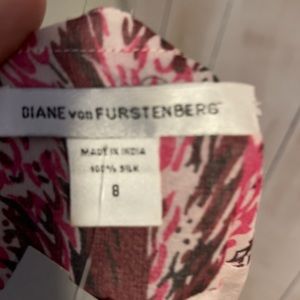 DIANE von FURSTENBERG
MADE IN INDIA
100% SILK
8